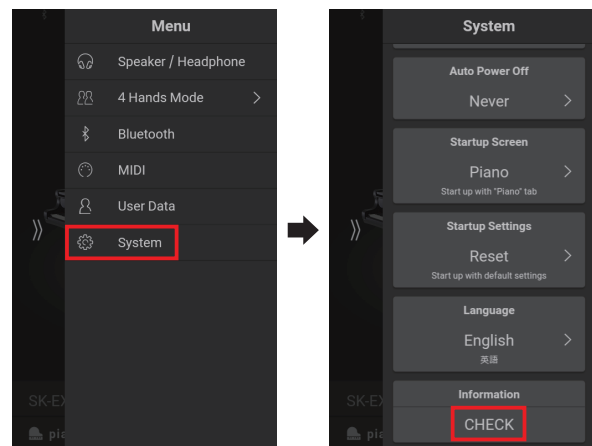 Menu
Speaker / Headphone
4 Hands Mode
Bluetooth
MIDI
User Data
System
SK-EX
pia
System
Auto Power Off
Never
Startup Screen
Piano
Start up with "Piano" tab
Startup Settings
Reset
Start up with default settings
Language
English
英語
Information
CHECK
SK-EX
pia